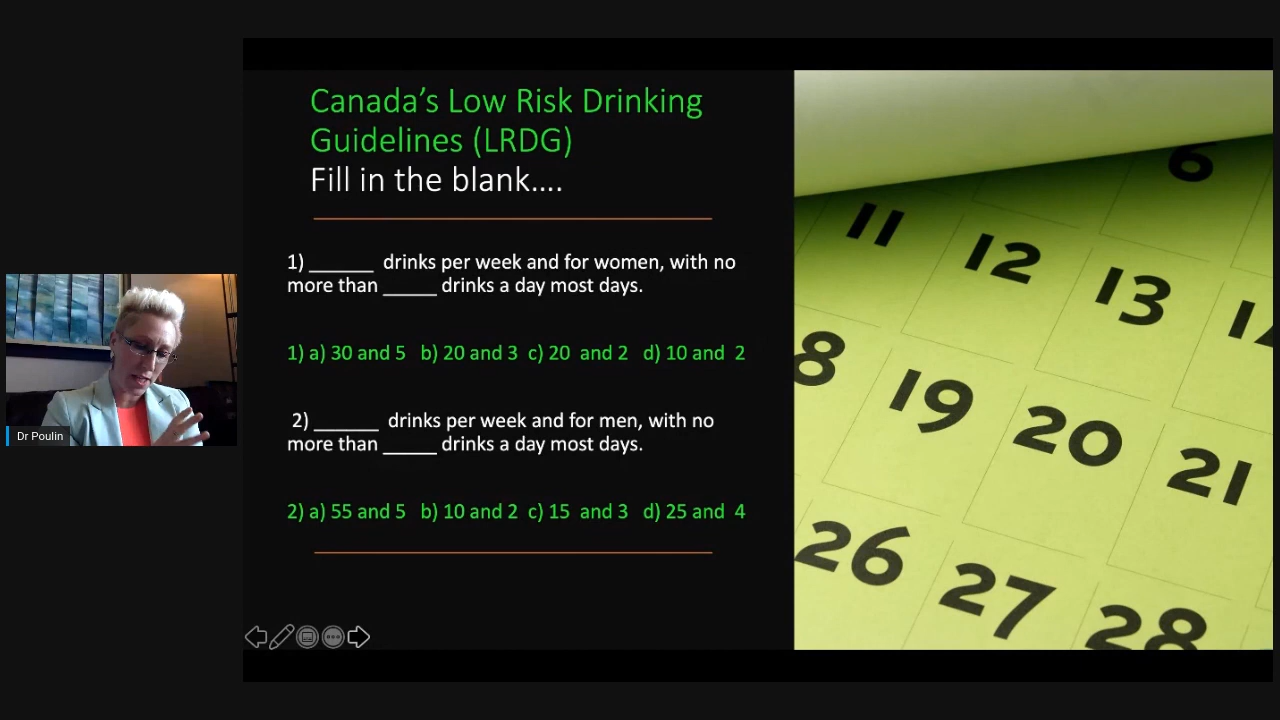 Canada's Low Risk Drinking
Guidelines (LRDG)
Fill in the blank....
1) ______ drinks per week and for women, with no
more than _____ drinks a day most days.
1) a) 30 and 5 b) 20 and 3 c) 20 and 2 d) 10 and 2
2) ______ drinks per week and for men, with no
more than _____ drinks a day most days.
2) a) 55 and 5 b) 10 and 2 c) 15 and 3 d) 25 and 4
Dr Poulin
6
11 12 13
19 20 21
26 27 28